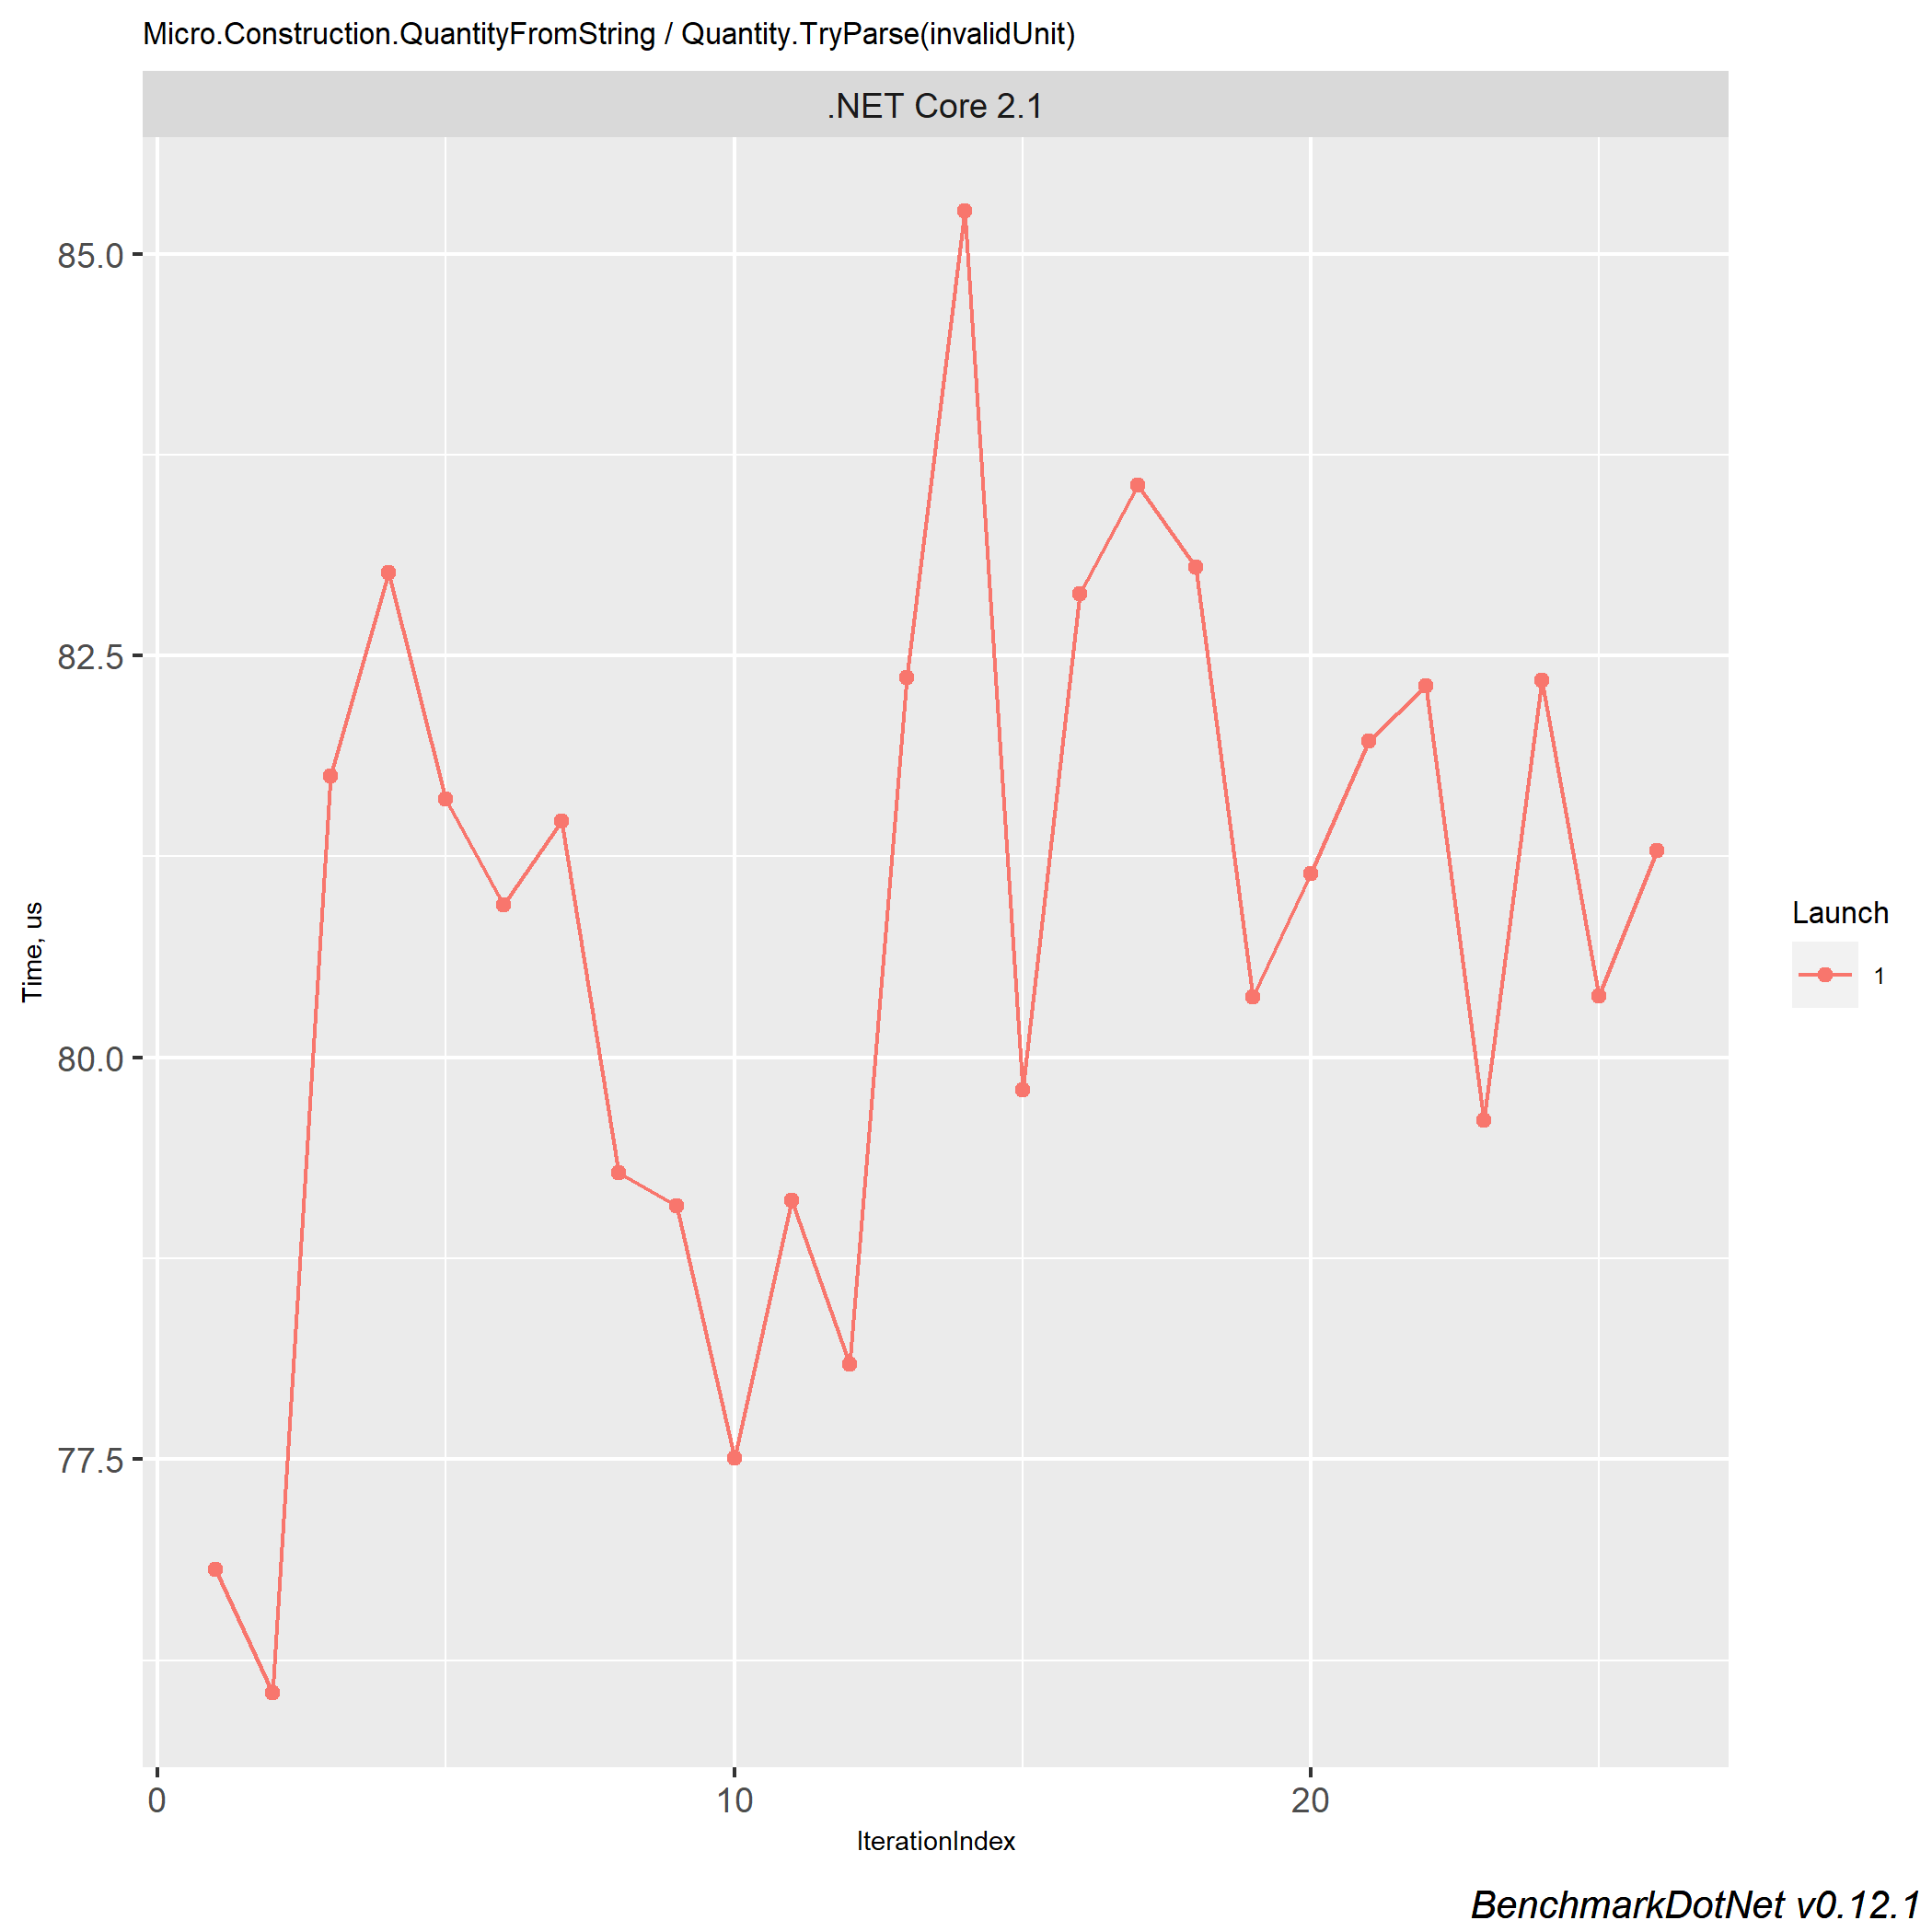 Micro.Construction.QuantityFromString / Quantity.TryParse(invalidUnit)
.NET Core 2.1
85.0
82.5
80.0
77.5
Time, us
0
10
20
IterationIndex
Launch
1
BenchmarkDotNet v0.12.1